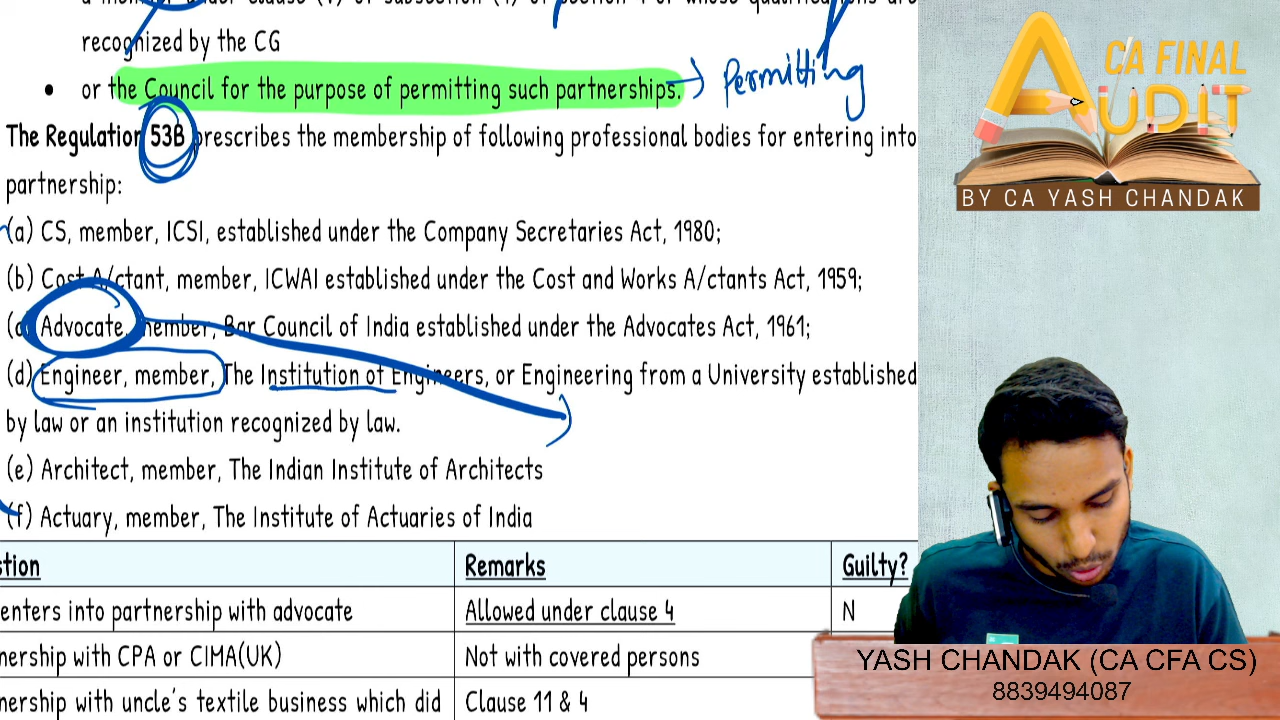 recognized by the CG
or the Council for the purpose of permitting such partnerships. Permitting
The Regulation 53B prescribes the membership of following professional bodies for entering into
partnership:
(a) CS, member, ICSI, established under the Company Secretaries Act, 1980;
(b) Cost A/ctant, member, ICWAI established under the Cost and Works A/ctants Act, 1959;
Advocate, member, Bar Council of India established under the Advocates Act, 1961;
(d) Engineer, member, The Institution of Engineers, or Engineering from a University established
by law or an institution recognized by law.
(e) Architect, member, The Indian Institute of Architects
(f) Actuary, member, The Institute of Actuaries of India
stion Remarks Guilty?
enters into partnership with advocate Allowed under clause 4 N
nership with CPA or CIMA(UK) Not with covered persons
nership with uncle's textile business which did Clause 11 & 4
CA FINAL
AUDIT
BY CA YASH CHANDAK
YASH CHANDAK (CA CFA CS)
8839494087